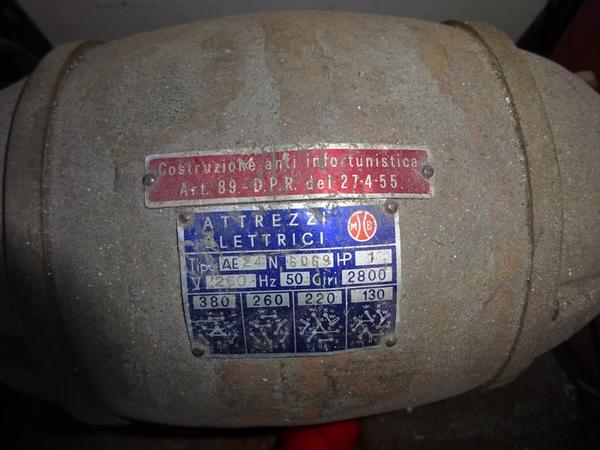 Costruzione anti infortunistica
Art. 89 - D.P.R. del 27-4-55
ATTREZZI
ELETTRICI
M B
Tipo AE 24 N 6069 HP 1
V 260 Hz 50 Giri 2800
380 260 220 130